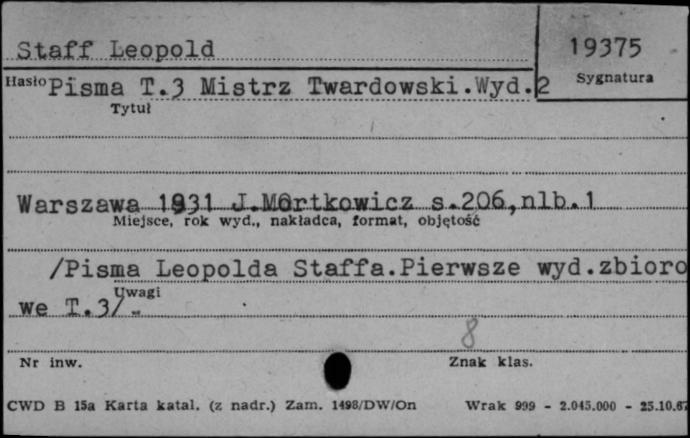 Staff Leopold
19375
Hasło Pisma T.3 Mistrz Twardowski.Wyd.2
Sygnatura
Tytuł
Warszawa 1931 J.Mortkowicz s.206,nlb.1
Miejsce, rok wyd., nakładca, format, objętość
/Pisma Leopolda Staffa.Pierwsze wyd.zbioro
Uwagi
we T.3/-
8
Nr inw.
Znak klas.
CWD B 15a Karta katal. (z nadr.) Zam. 1498/DW/On Wrak 999 - 2.045.000 - 25.10.67